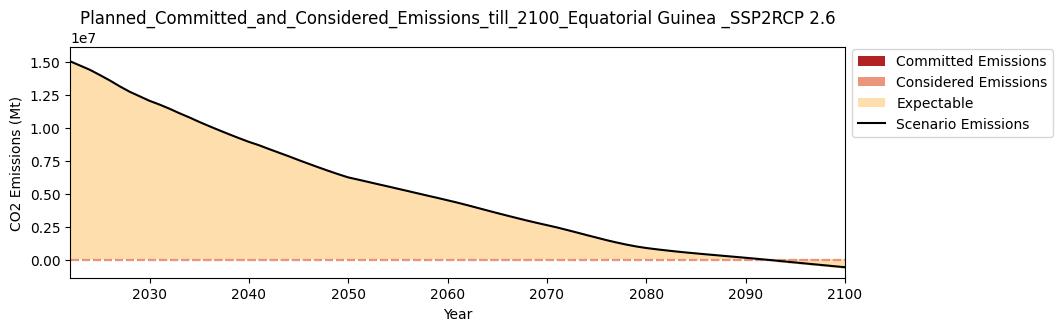 Planned_Committed_and_Considered_Emissions_till_2100_Equatorial Guinea _SSP2RCP 2.6
1e7
1.50
1.25
1.00
0.75
0.50
0.25
0.00
CO2 Emissions (Mt)
2030 2040 2050 2060 2070 2080 2090 2100
Year
Committed Emissions
Considered Emissions
Expectable
Scenario Emissions